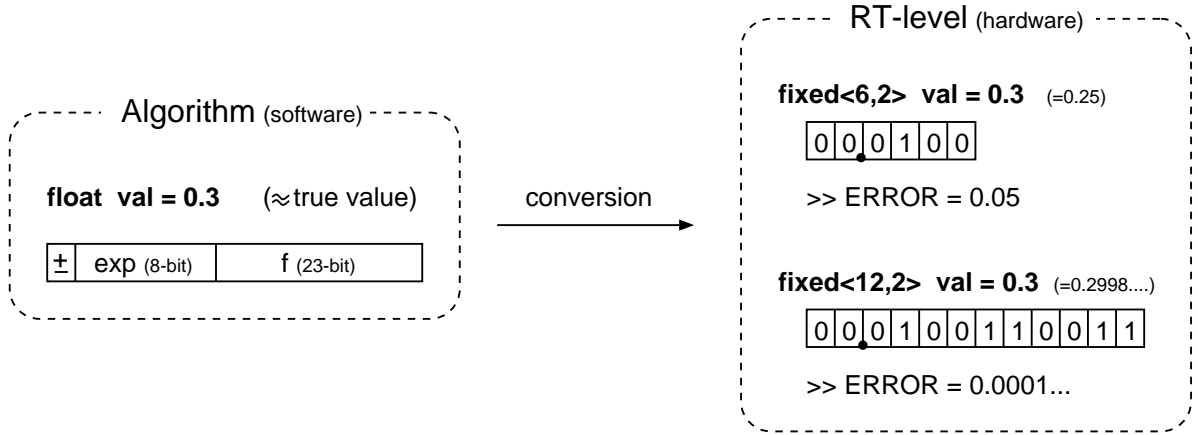 Algorithm (software)
float val = 0.3 (≈true value)
± exp (8-bit) f (23-bit)
conversion
RT-level (hardware)
fixed<6,2> val = 0.3 (=0.25)
0 0.0 1 0 0
>> ERROR = 0.05
fixed<12,2> val = 0.3 (=0.2998....)
0 0.0 1 0 0 1 1 0 0 1 1
>> ERROR = 0.0001...